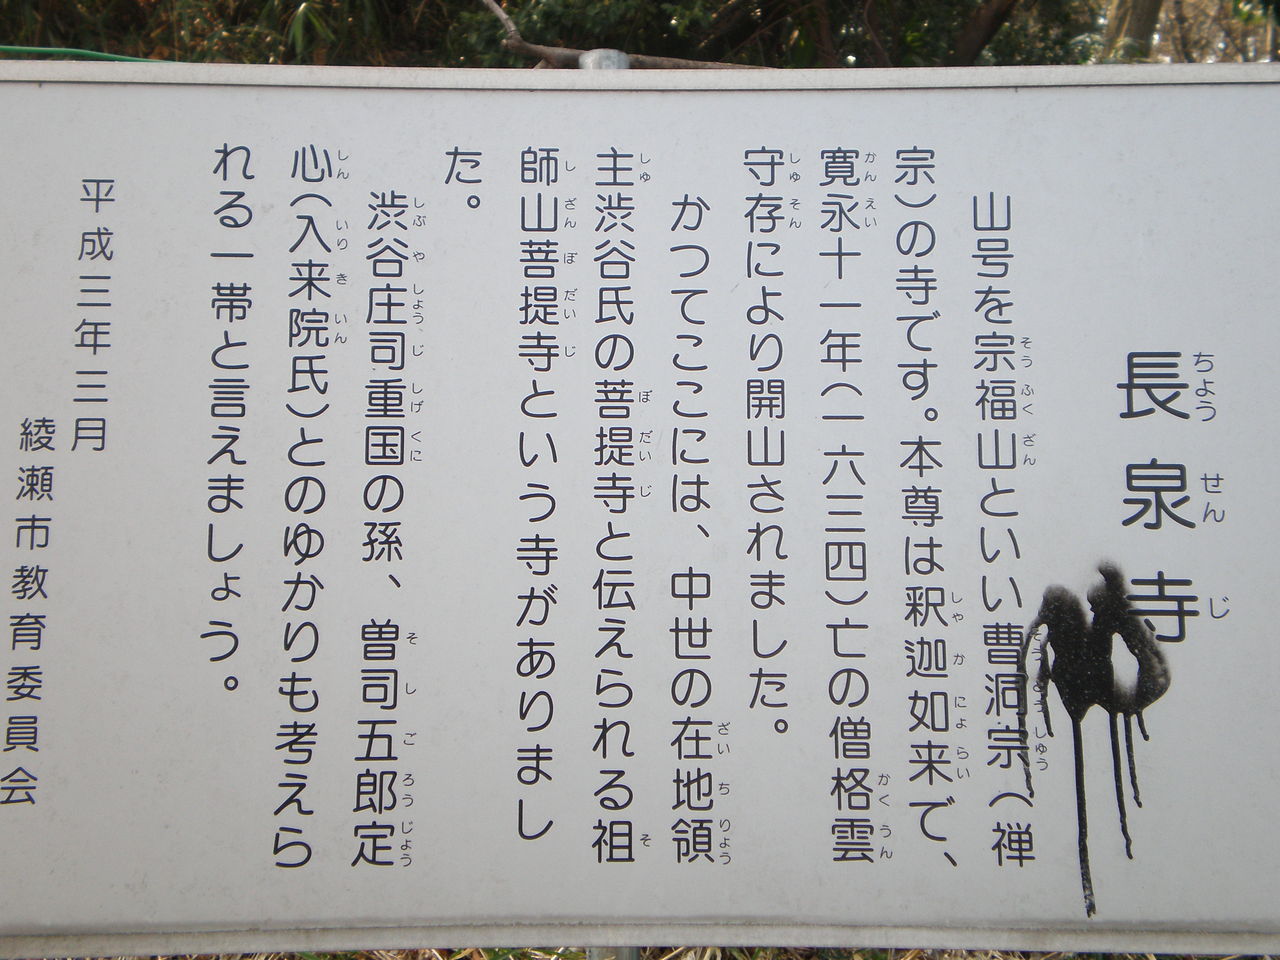 長泉寺
山号を宗福山といい曹洞宗（禅
宗）の寺です。本尊は釈迦如来で、
寛永十一年（一六三四）亡の僧格雲
守存により開山されました。
かつてここには、中世の在地領
主渋谷氏の菩提寺と伝えられる祖
師山菩提寺という寺がありまし
た。
渋谷庄司重国の孫、曽司五郎定
心（入来院氏）とのゆかりも考えら
れる一帯と言えましょう。
平成三年三月
綾瀬市教育委員会